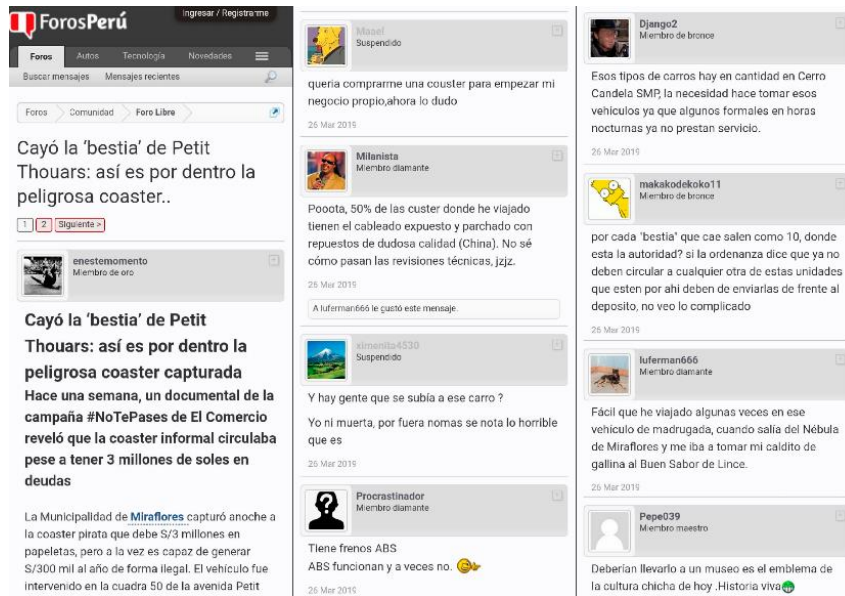 ForosPerú
Ingresar / Registrarme
Foros
Autos
Tecnología
Novedades
Buscar mensajes
Mensajes recientes
Foros
Comunidad
Foro Libre
Cayó la 'bestia' de Petit
Thouars: así es por dentro la
peligrosa coaster..
1
2
Siguiente >
enestemomento
Miembro de oro
Cayó la 'bestia' de Petit
Thouars: así es por dentro la
peligrosa coaster capturada
Hace una semana, un documental de la
campaña #NoTePases de El Comercio
reveló que la coaster informal circulaba
pese a tener 3 millones de soles en
deudas
La Municipalidad de Miraflores capturó anoche a
la coaster pirata que debe S/3 millones en
papeletas, pero a la vez es capaz de generar
S/300 mil al año de forma ilegal. El vehículo fue
intervenido en la cuadra 50 de la avenida Petit
Suspendido
queria comprarme una couster para empezar mi
negocio propio,ahora lo dudo
26 Mar 2019
Milanista
Miembro diamante
Pooota, 50% de las custer donde he viajado
tienen el cableado expuesto y parchado con
repuestos de dudosa calidad (China). No sé
cómo pasan las revisiones técnicas, jzjz.
26 Mar 2019
A luferman666 le gustó este mensaje.
ximenita4530
Suspendido
Y hay gente que se subía a ese carro ?
Yo ni muerta, por fuera nomas se nota lo horrible
que es
26 Mar 2019
Procrastinador
Miembro diamante
Tiene frenos ABS
ABS funcionan y a veces no.
26 Mar 2019
Django2
Miembro de bronce
Esos tipos de carros hay en cantidad en Cerro
Candela SMP, la necesidad hace tomar esos
vehículos ya que algunos formales en horas
nocturnas ya no prestan servicio.
26 Mar 2019
makakodekoko11
Miembro de bronce
por cada "bestia" que cae salen como 10, donde
esta la autoridad? si la ordenanza dice que ya no
deben circular a cualquier otra de estas unidades
que esten por ahi deben de enviarlas de frente al
deposito, no veo lo complicado
26 Mar 2019
luferman666
Miembro diamante
Fácil que he viajado algunas veces en ese
vehículo de madrugada, cuando salía del Nébula
de Miraflores y me iba a tomar mi caldito de
gallina al Buen Sabor de Lince.
26 Mar 2019
Pepe039
Miembro maestro
Deberían llevarlo a un museo es el emblema de
la cultura chicha de hoy .Historia viva